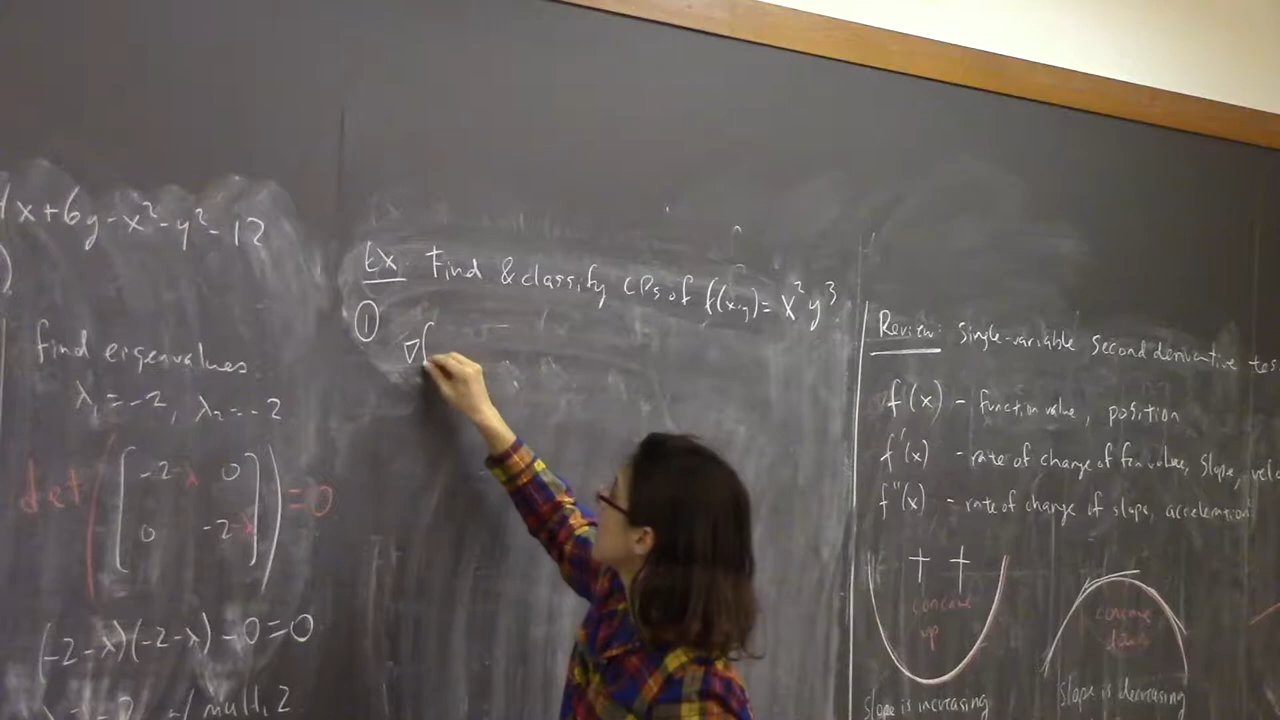 x+6y-x²-y²-12
find eigenvalues
λ₁=-2, λ₂=-2
det([-2-λ 0
0 -2-λ])=0
(-2-λ)(-2-λ)-0=0
mult. 2
Ex. Find & classify CPs of f(x,y)= x²y³
①
∇f
Review: Single-variable Second derivative tes
f(x) - function value, position
f'(x) - rate of change of fcn values, slope, velo
f''(x) - rate of change of slope, acceleration
+ +
concave
up
slope is increasing
concave
down
slope is decreasing